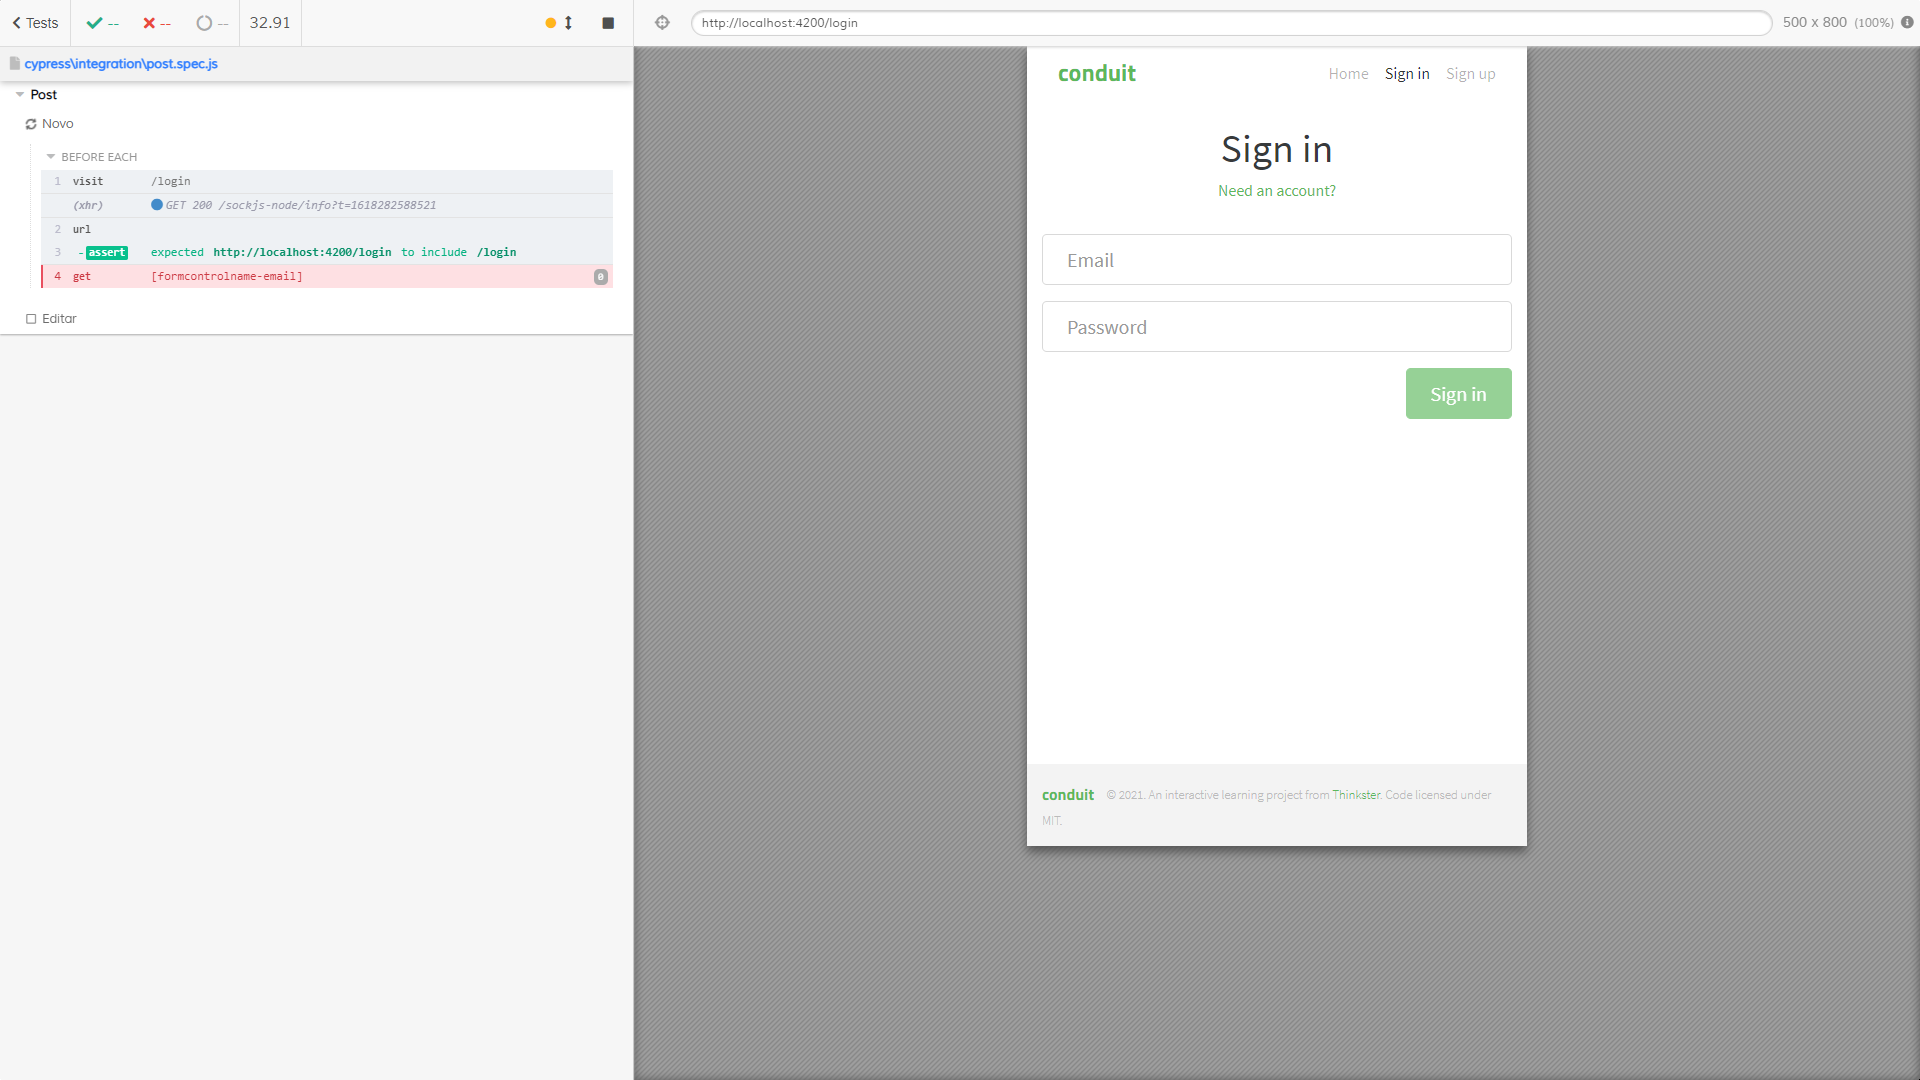 Tests
--
--
--
32.91
http://localhost:4200/login
500 x 800 (100%)
cypress\integration\post.spec.js
Post
Novo
BEFORE EACH
1 visit /login
(xhr) GET 200 /sockjs-node/info?t=1618282588521
2 url
3 -assert expected http://localhost:4200/login to include /login
4 get [formcontrolname-email] 0
Editar
conduit
Home Sign in Sign up
Sign in
Need an account?
Email
Password
Sign in
conduit © 2021. An interactive learning project from Thinkster. Code licensed under
MIT.